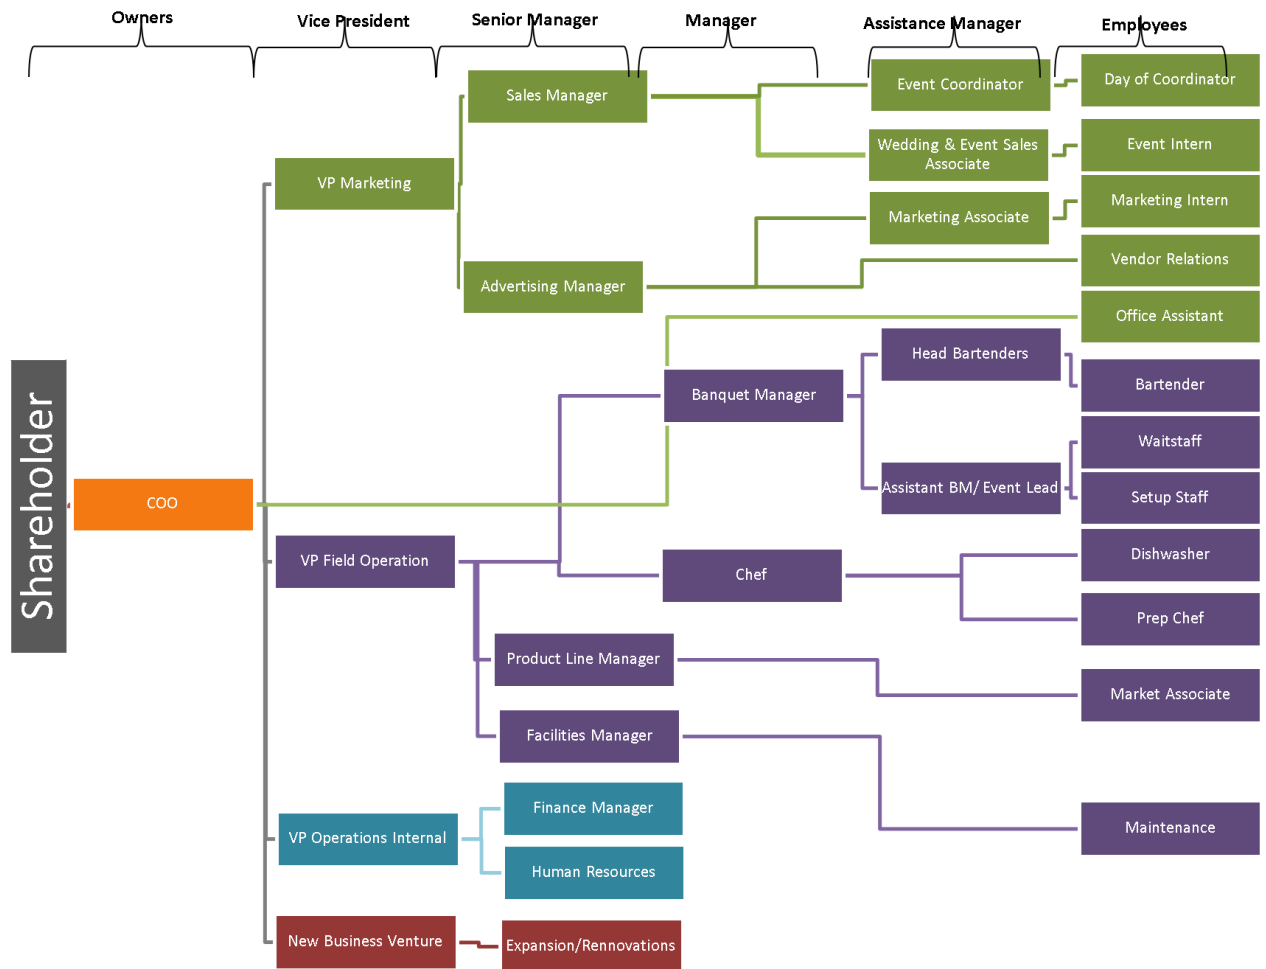 Owners
Vice President
Senior Manager
Manager
Assistance Manager
Employees
Sales Manager
Event Coordinator
Day of Coordinator
Wedding & Event Sales
Associate
Event Intern
VP Marketing
Marketing Associate
Marketing Intern
Advertising Manager
Vendor Relations
Office Assistant
Head Bartenders
Banquet Manager
Bartender
Waitstaff
Shareholder
COO
Assistant BM/ Event Lead
Setup Staff
VP Field Operation
Chef
Dishwasher
Prep Chef
Product Line Manager
Market Associate
Facilities Manager
Finance Manager
Maintenance
VP Operations Internal
Human Resources
New Business Venture
Expansion/Rennovations